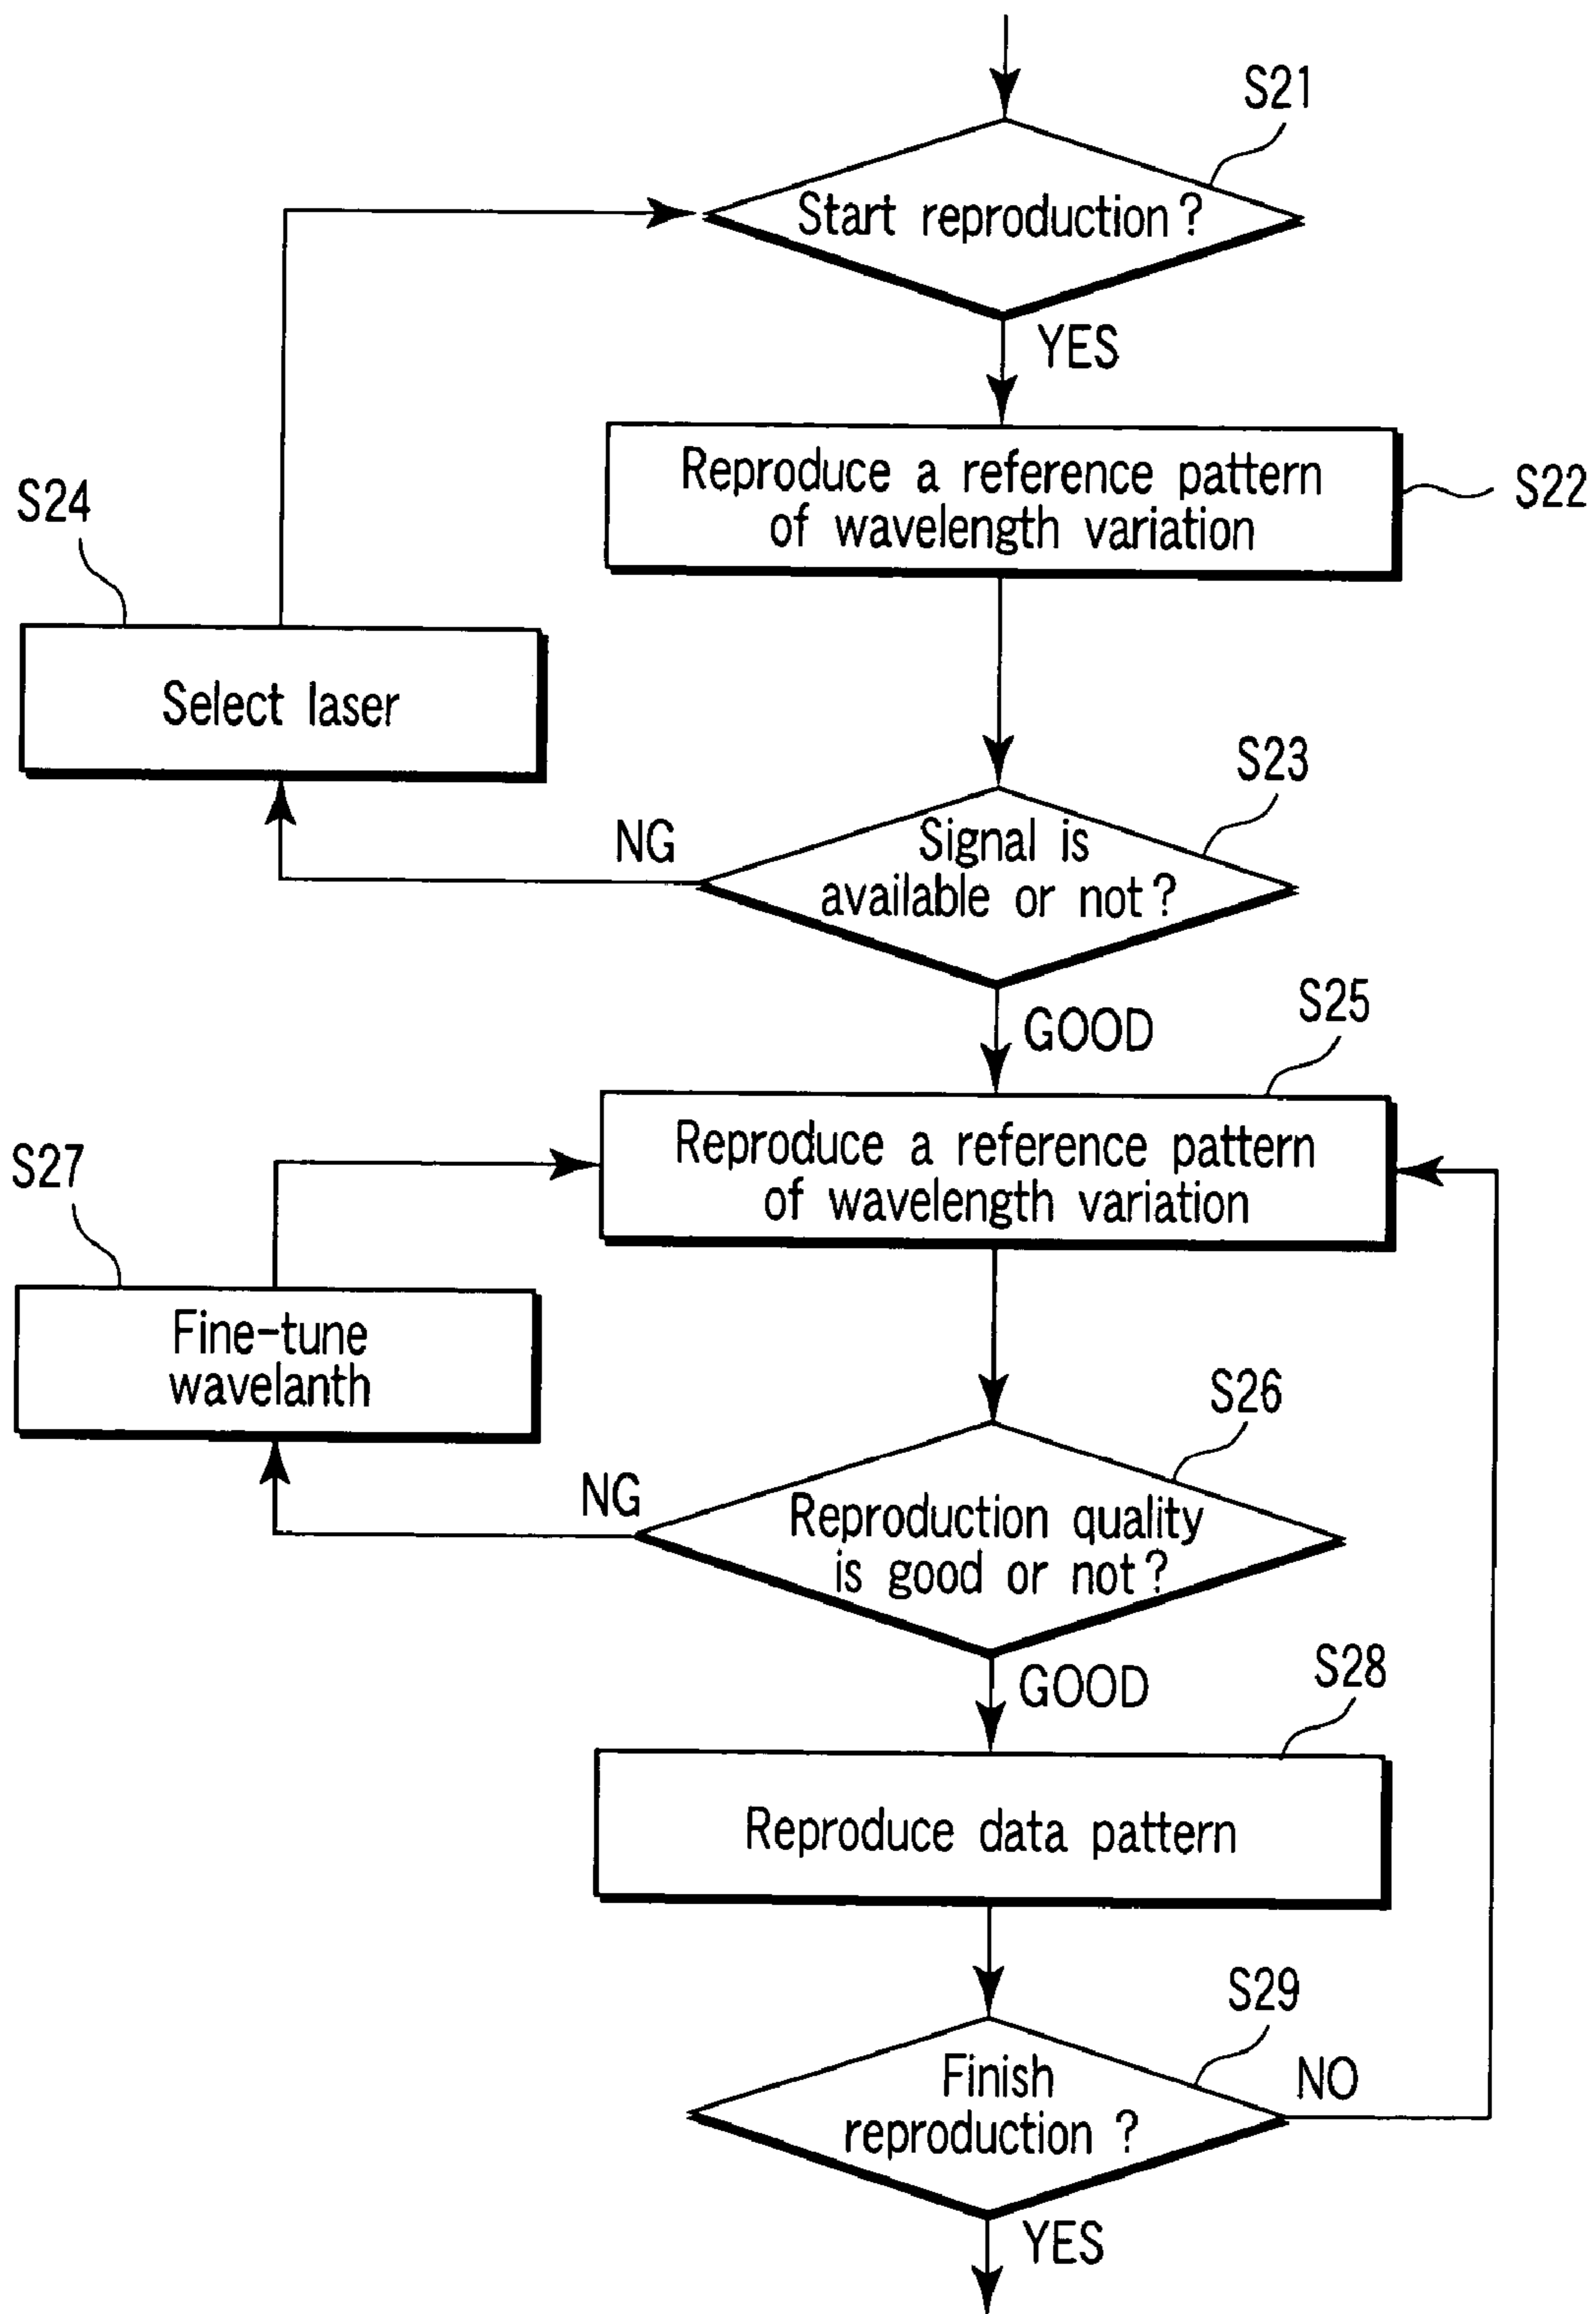 S21
Start reproduction?
YES
Reproduce a reference pattern
of wavelength variation
S22
S24
Select laser
S23
Signal is
available or not?
NG
GOOD
S25
Reproduce a reference pattern
of wavelength variation
S27
Fine-tune
wavelanth
S26
Reproduction quality
is good or not?
NG
GOOD
S28
Reproduce data pattern
S29
Finish
reproduction ?
NO
YES